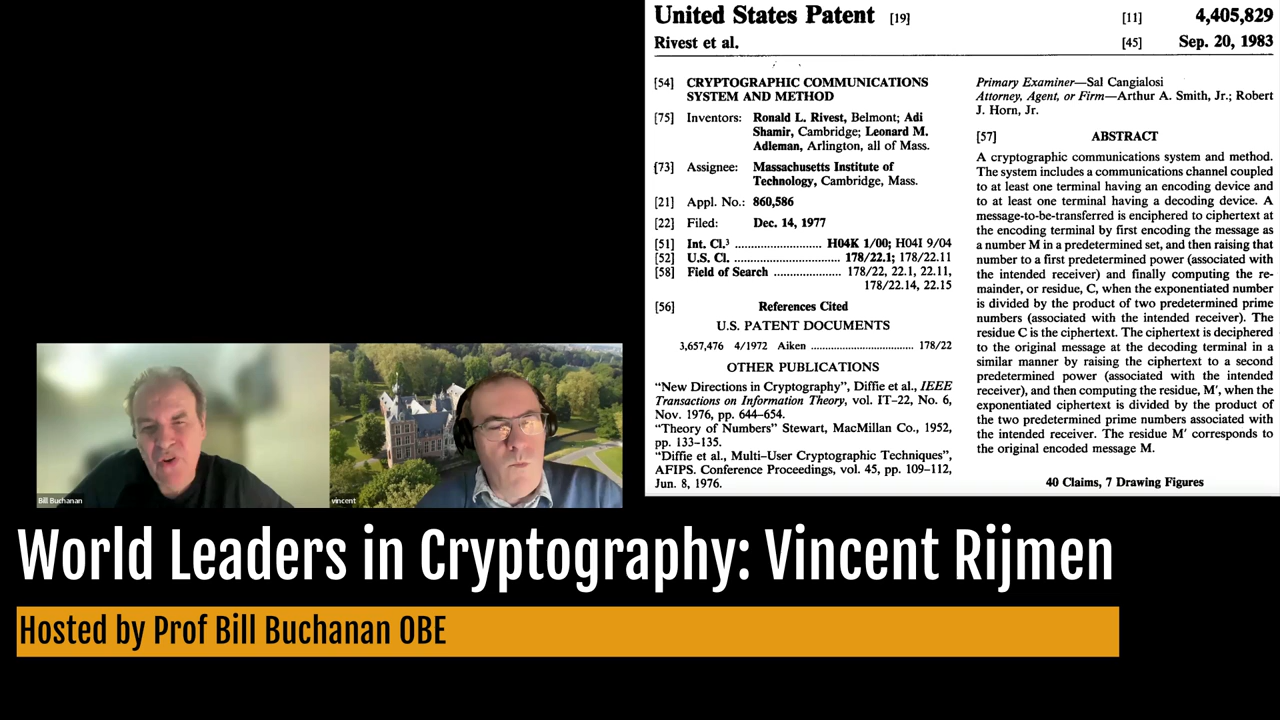 United States Patent [19]
[11] 4,405,829
Rivest et al.
[45] Sep. 20, 1983
[54] CRYPTOGRAPHIC COMMUNICATIONS
SYSTEM AND METHOD
[75] Inventors: Ronald L. Rivest, Belmont; Adi
Shamir, Cambridge; Leonard M.
Adleman, Arlington, all of Mass.
[73] Assignee: Massachusetts Institute of
Technology, Cambridge, Mass.
[21] Appl. No.: 860,586
[22] Filed: Dec. 14, 1977
[51] Int. Cl.³ ........................ H04K 1/00; H04I 9/04
[52] U.S. Cl. .................................. 178/22.1; 178/22.11
[58] Field of Search ................... 178/22, 22.1, 22.11,
178/22.14, 22.15
[56] References Cited
U.S. PATENT DOCUMENTS
3,657,476 4/1972 Aiken .................................... 178/22
OTHER PUBLICATIONS
"New Directions in Cryptography", Diffie et al., IEEE
Transactions on Information Theory, vol. IT-22, No. 6,
Nov. 1976, pp. 644-654.
"Theory of Numbers" Stewart, MacMillan Co., 1952,
pp. 133-135.
"Diffie et al., Multi-User Cryptographic Techniques",
AFIPS. Conference Proceedings, vol. 45, pp. 109-112,
Jun. 8, 1976.
Primary Examiner—Sal Cangialosi
Attorney, Agent, or Firm—Arthur A. Smith, Jr.; Robert
J. Horn, Jr.
[57] ABSTRACT
A cryptographic communications system and method.
The system includes a communications channel coupled
to at least one terminal having an encoding device and
to at least one terminal having a decoding device. A
message-to-be-transferred is enciphered to ciphertext at
the encoding terminal by first encoding the message as
a number M in a predetermined set, and then raising that
number to a first predetermined power (associated with
the intended receiver) and finally computing the re-
mainder, or residue, C, when the exponentiated number
is divided by the product of two predetermined prime
numbers (associated with the intended receiver). The
residue C is the ciphertext. The ciphertext is deciphered
to the original message at the decoding terminal in a
similar manner by raising the ciphertext to a second
predetermined power (associated with the intended
receiver), and then computing the residue, M', when the
exponentiated ciphertext is divided by the product of
the two predetermined prime numbers associated with
the intended receiver. The residue M' corresponds to
the original encoded message M.
40 Claims, 7 Drawing Figures
Bill Buchanan
vincent
World Leaders in Cryptography: Vincent Rijmen
Hosted by Prof Bill Buchanan OBE